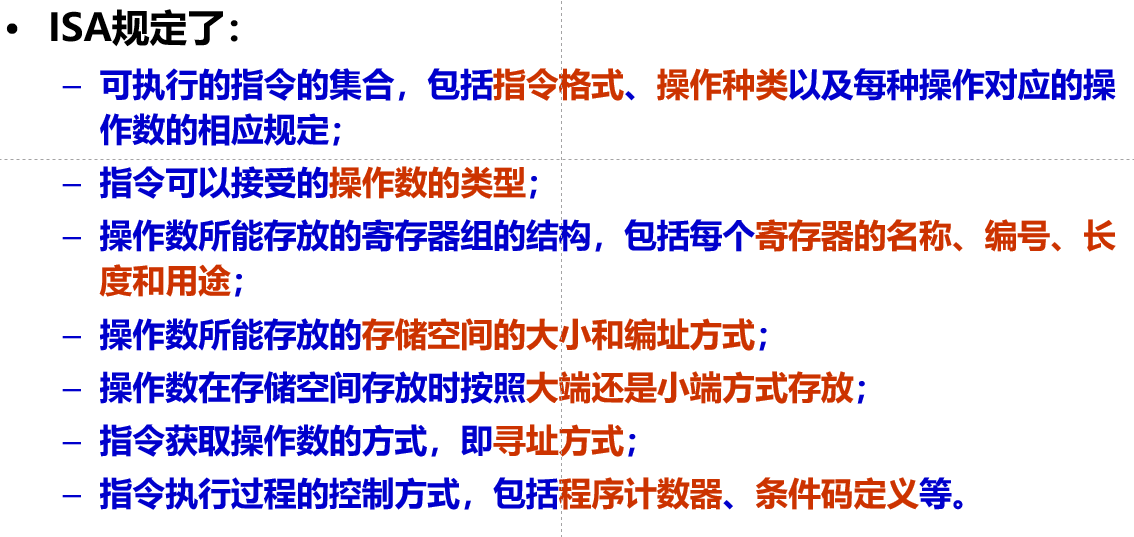 • ISA规定了：
– 可执行的指令的集合，包括指令格式、操作种类以及每种操作对应的操
作数的相应规定；
– 指令可以接受的操作数的类型；
– 操作数所能存放的寄存器组的结构，包括每个寄存器的名称、编号、长
度和用途；
– 操作数所能存放的存储空间的大小和编址方式；
– 操作数在存储空间存放时按照大端还是小端方式存放；
– 指令获取操作数的方式，即寻址方式；
– 指令执行过程的控制方式，包括程序计数器、条件码定义等。